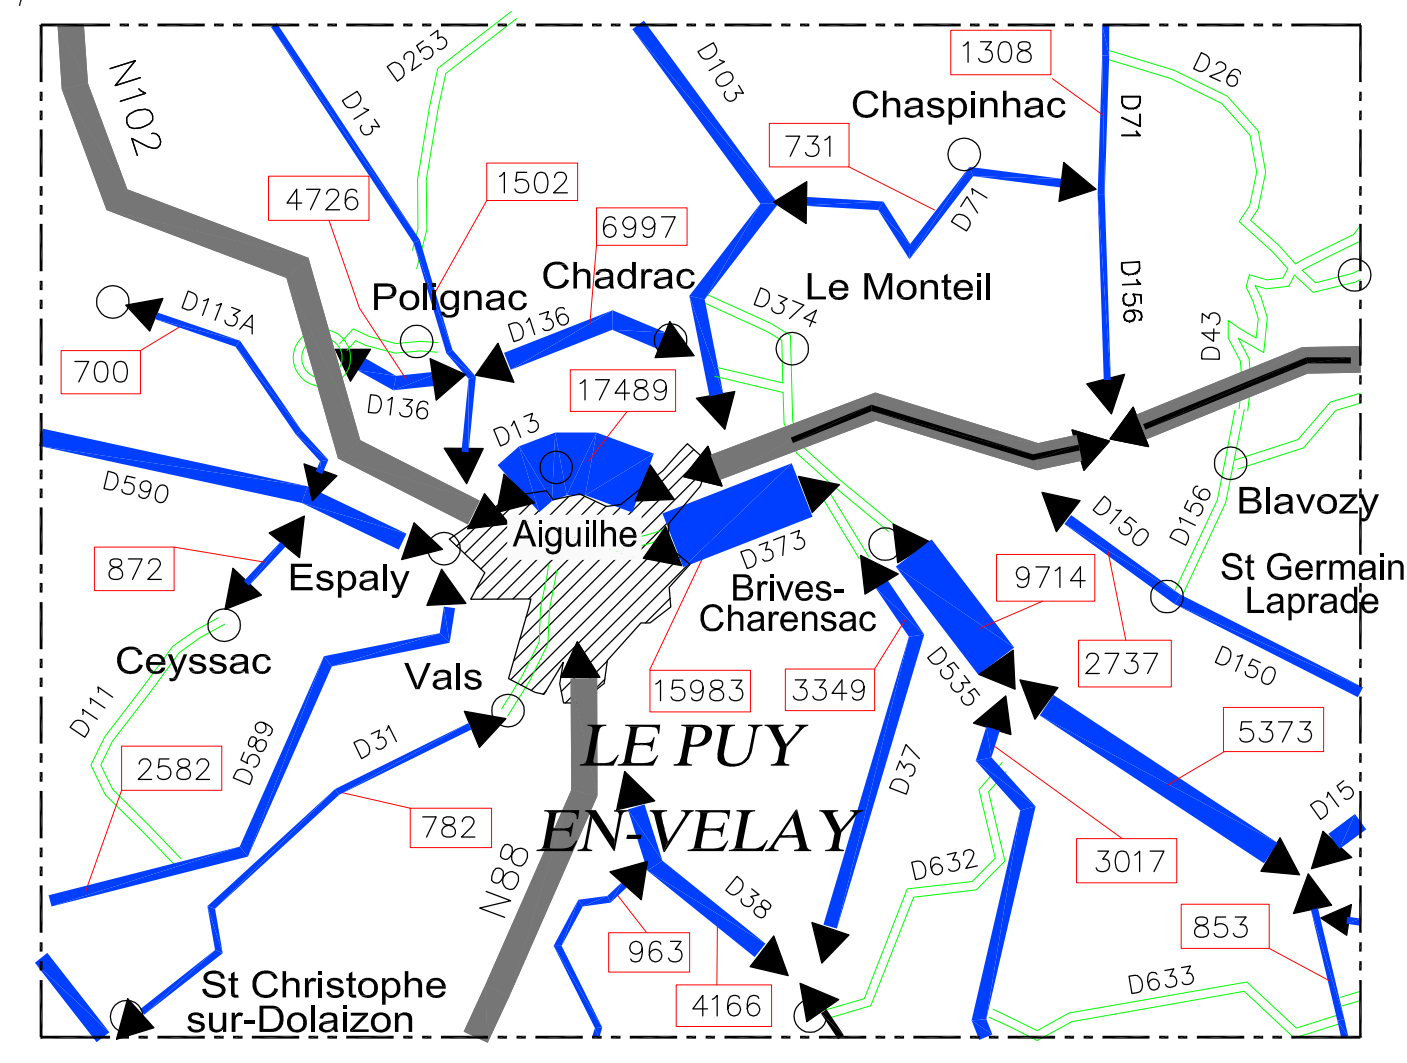 N102
D13
D253
D103
1308
D26
D71
Chaspinhac
731
D71
4726
1502
6997
Chadrac
Polignac
Le Monteil
D113A
D136
D374
D156
D43
700
D136
17489
D13
D590
D156
D150
Blavozy
Aiguilhe
D373
872
Espaly
Brives-
Charensac
9714
St Germain
Laprade
Ceyssac
Vals
15983
3349
D535
2737
D150
D111
D589
D31
LE PUY
D37
5373
2582
782
EN-VELAY
D15
N88
D632
3017
D38
963
853
St Christophe
sur-Dolaizon
4166
D633